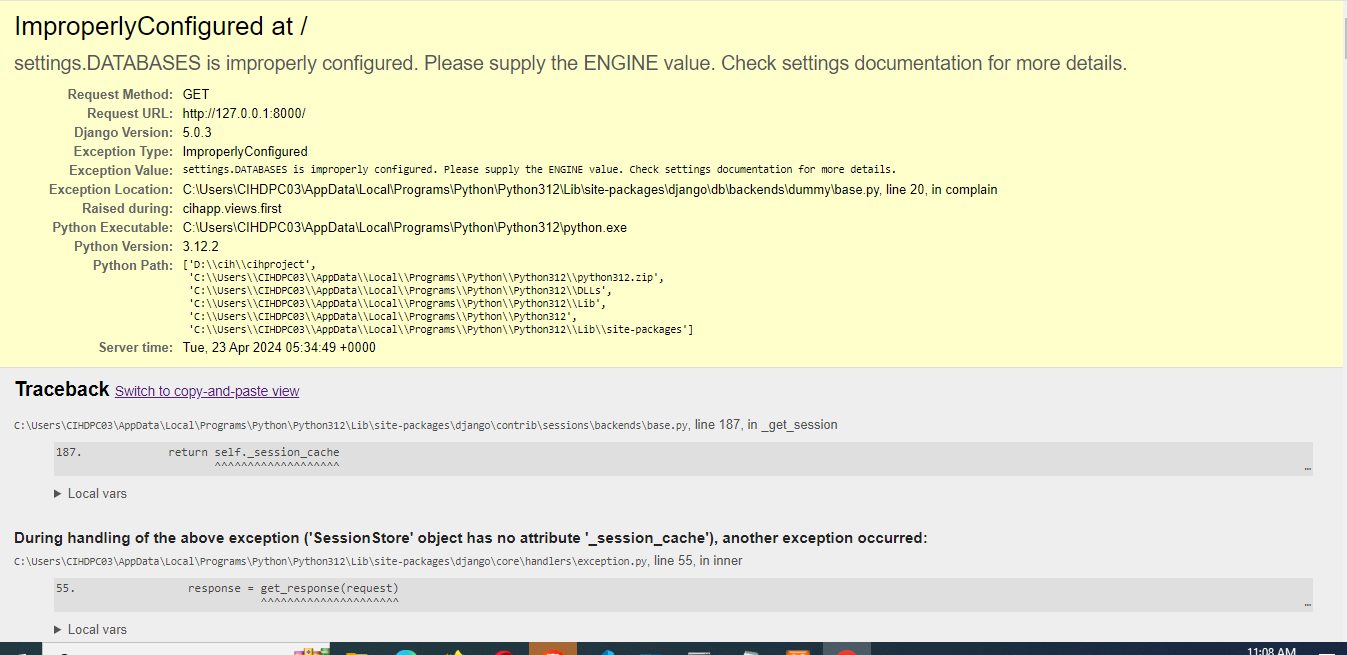 ImproperlyConfigured at /
settings.DATABASES is improperly configured. Please supply the ENGINE value. Check settings documentation for more details.
Request Method: GET
Request URL: http://127.0.0.1:8000/
Django Version: 5.0.3
Exception Type: ImproperlyConfigured
Exception Value: settings.DATABASES is improperly configured. Please supply the ENGINE value. Check settings documentation for more details.
Exception Location: C:\Users\CIHDPC03\AppData\Local\Programs\Python\Python312\Lib\site-packages\django\db\backends\dummy\base.py, line 20, in complain
Raised during: cihapp.views.first
Python Executable: C:\Users\CIHDPC03\AppData\Local\Programs\Python\Python312\python.exe
Python Version: 3.12.2
Python Path: ['D:\\cih\\cihproject',
'C:\\Users\\CIHDPC03\\AppData\\Local\\Programs\\Python\\Python312\\python312.zip',
'C:\\Users\\CIHDPC03\\AppData\\Local\\Programs\\Python\\Python312\\DLLs',
'C:\\Users\\CIHDPC03\\AppData\\Local\\Programs\\Python\\Python312\\Lib',
'C:\\Users\\CIHDPC03\\AppData\\Local\\Programs\\Python\\Python312',
'C:\\Users\\CIHDPC03\\AppData\\Local\\Programs\\Python\\Python312\\Lib\\site-packages']
Server time: Tue, 23 Apr 2024 05:34:49 +0000
Traceback Switch to copy-and-paste view
C:\Users\CIHDPC03\AppData\Local\Programs\Python\Python312\Lib\site-packages\django\contrib\sessions\backends\base.py, line 187, in _get_session
187. return self._session_cache
^^^^^^^^^^^^^^^^^^^ …
▶ Local vars
During handling of the above exception ('SessionStore' object has no attribute '_session_cache'), another exception occurred:
C:\Users\CIHDPC03\AppData\Local\Programs\Python\Python312\Lib\site-packages\django\core\handlers\exception.py, line 55, in inner
55. response = get_response(request)
^^^^^^^^^^^^^^^^^^^^^ …
▶ Local vars
11:08 AM